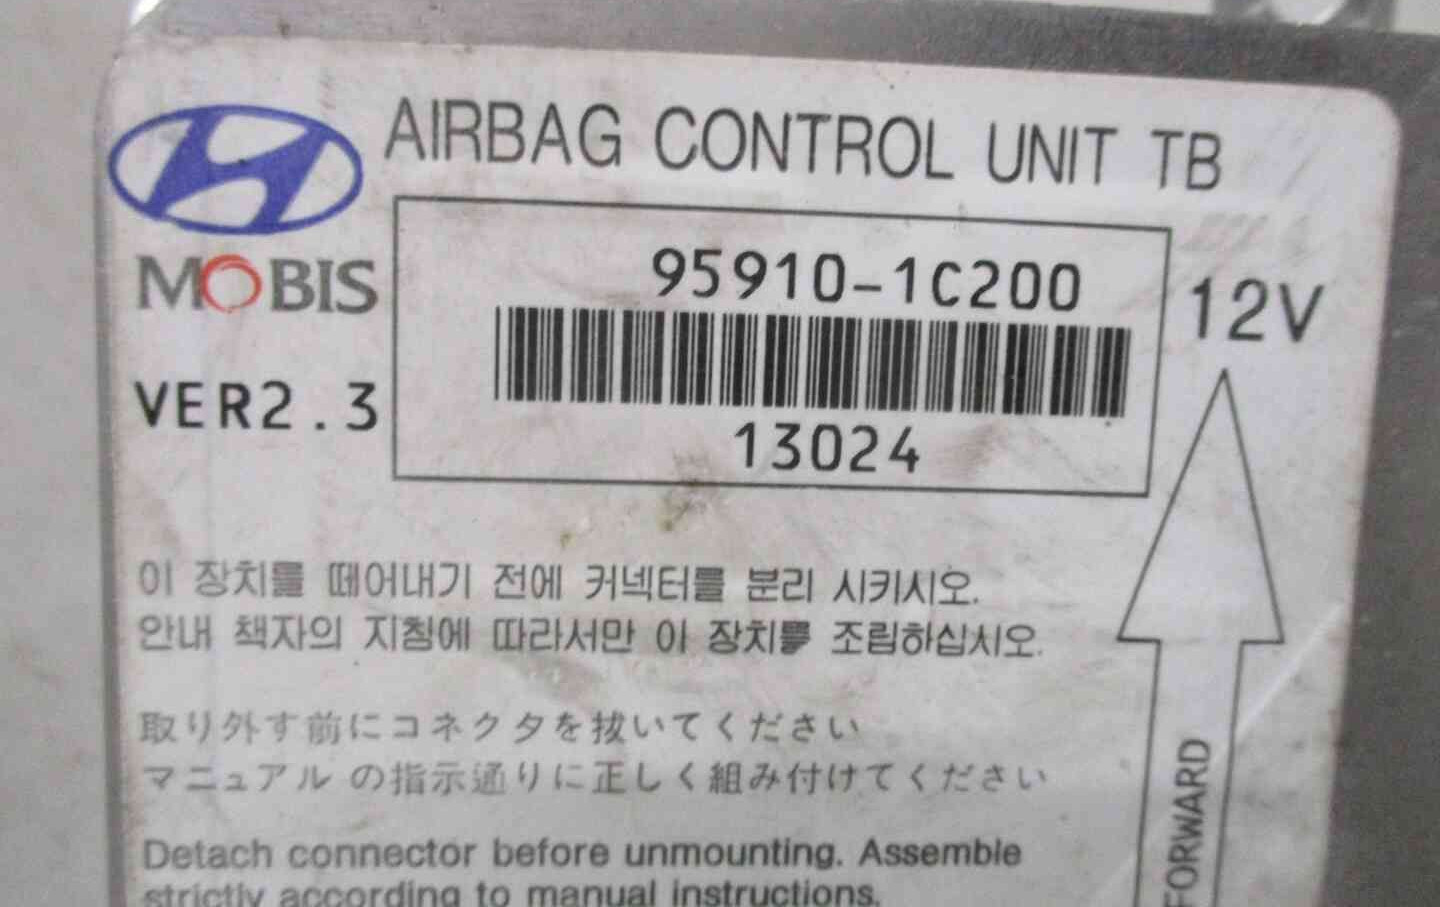 AIRBAG CONTROL UNIT TB
MOBIS
95910-1C200
12V
VER2.3
13024
이 장치를 떼어내기 전에 커넥터를 분리 시키시오.
안내 책자의 지침에 따라서만 이 장치를 조립하십시오.
取り外す前にコネクタを抜いてください
マニュアル の指示通りに正しく組み付けてください
FORWARD
Detach connector before unmounting. Assemble
strictly according to manual instructions.